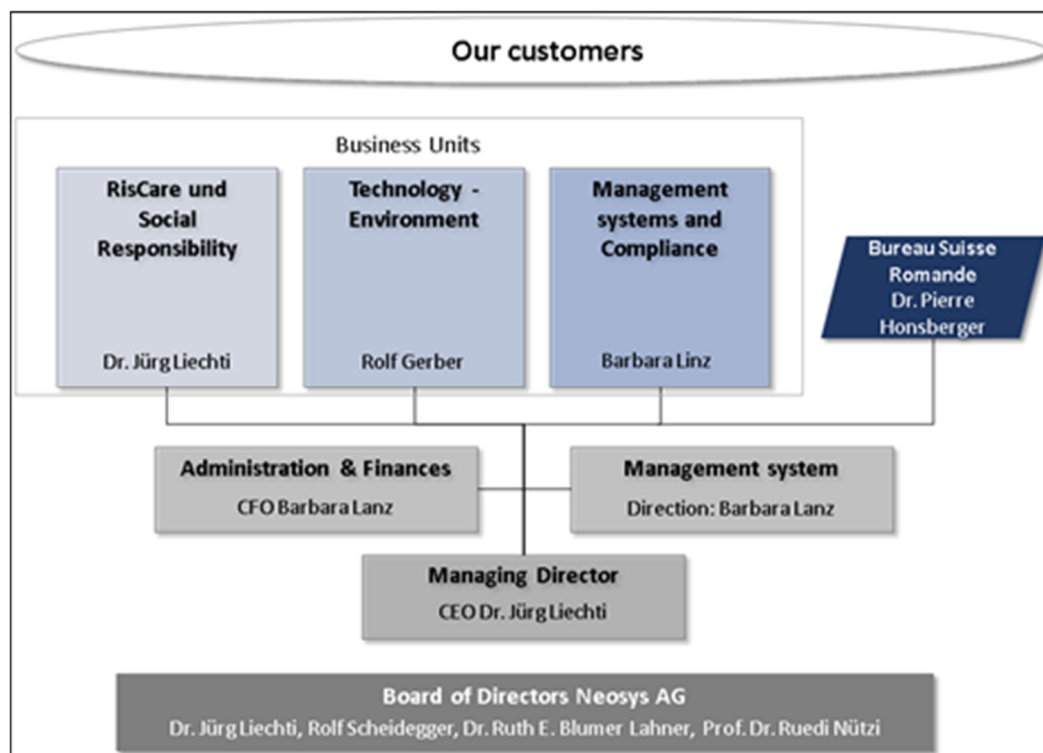 Our customers
Business Units
RisCare und
Social
Responsibility
Dr. Jürg Liechti
Technology -
Environment
Rolf Gerber
Management
systems and
Compliance
Barbara Linz
Bureau Suisse
Romande
Dr. Pierre
Honsberger
Administration & Finances
CFO Barbara Lanz
Management system
Direction: Barbara Lanz
Managing Director
CEO Dr. Jürg Liechti
Board of Directors Neosys AG
Dr. Jürg Liechti, Rolf Scheidegger, Dr. Ruth E. Blumer Lahner, Prof. Dr. Ruedi Nützi